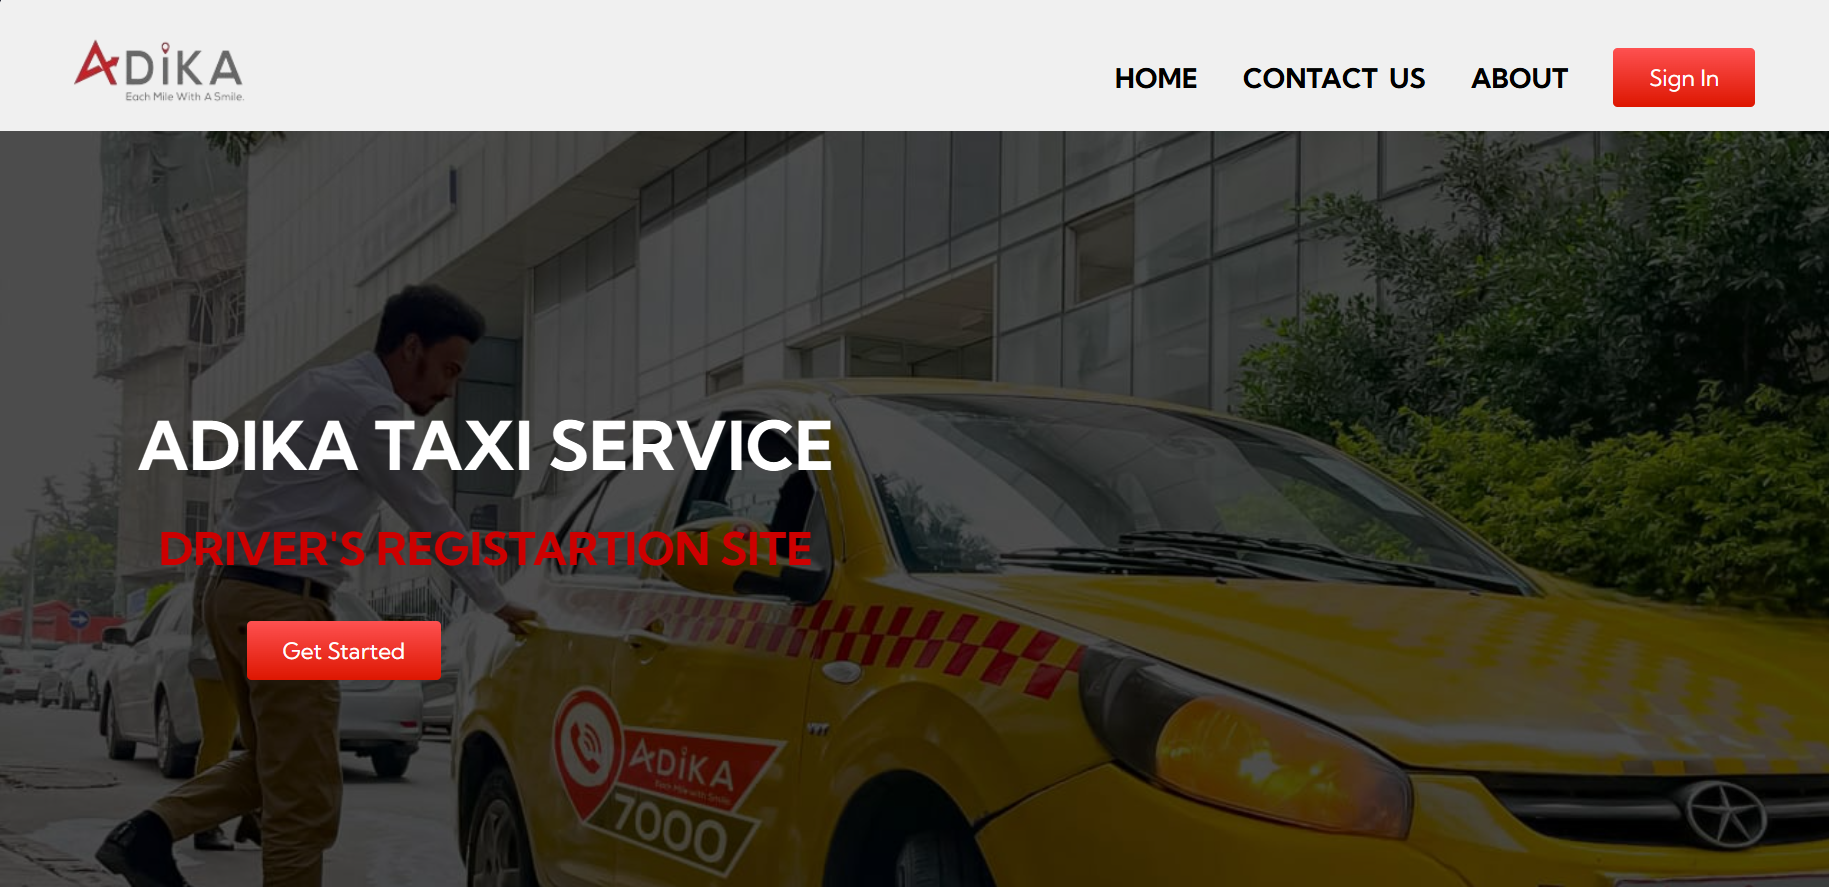 ADiKA
Each Mile With A Smile.
HOME
CONTACT US
ABOUT
Sign In
ADIKA TAXI SERVICE
DRIVER'S REGISTARTION SITE
Get Started
ADiKA
Each Mile with Smile.
7000